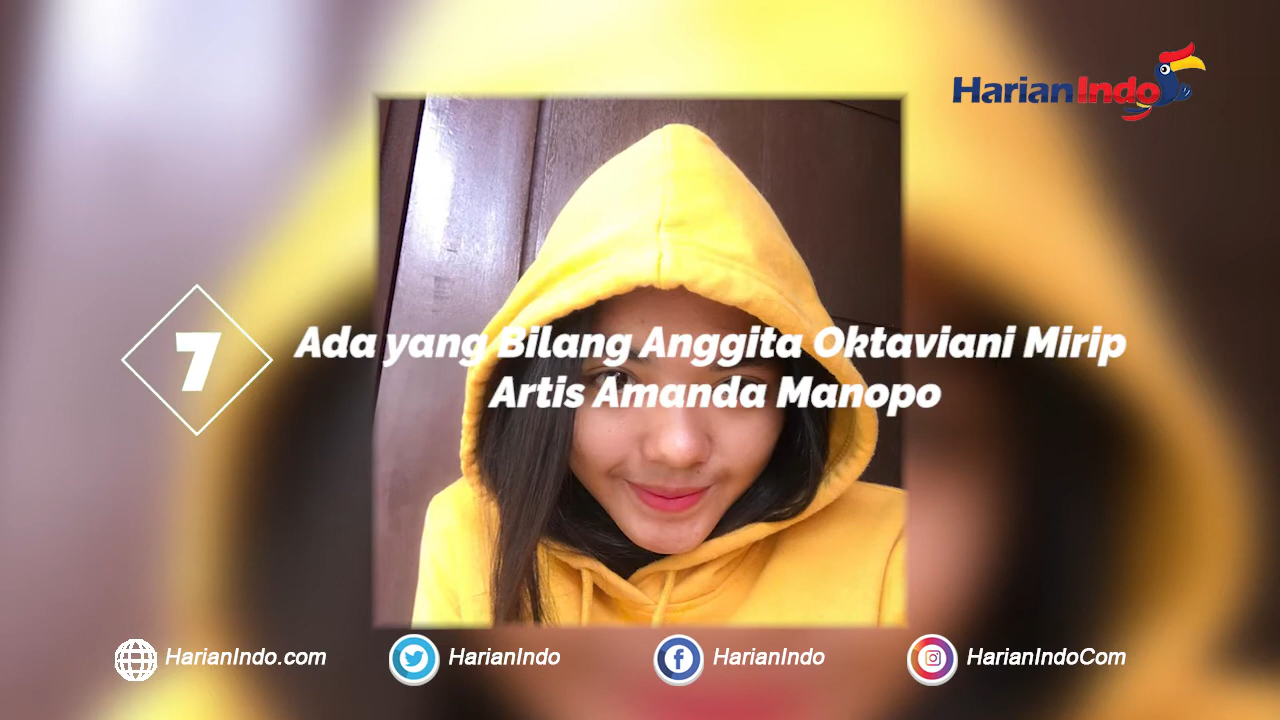 HarianIndo
7
Ada yang Bilang Anggita Oktaviani Mirip
Artis Amanda Manopo
HarianIndo.com
HarianIndo
HarianIndo
HarianIndoCom